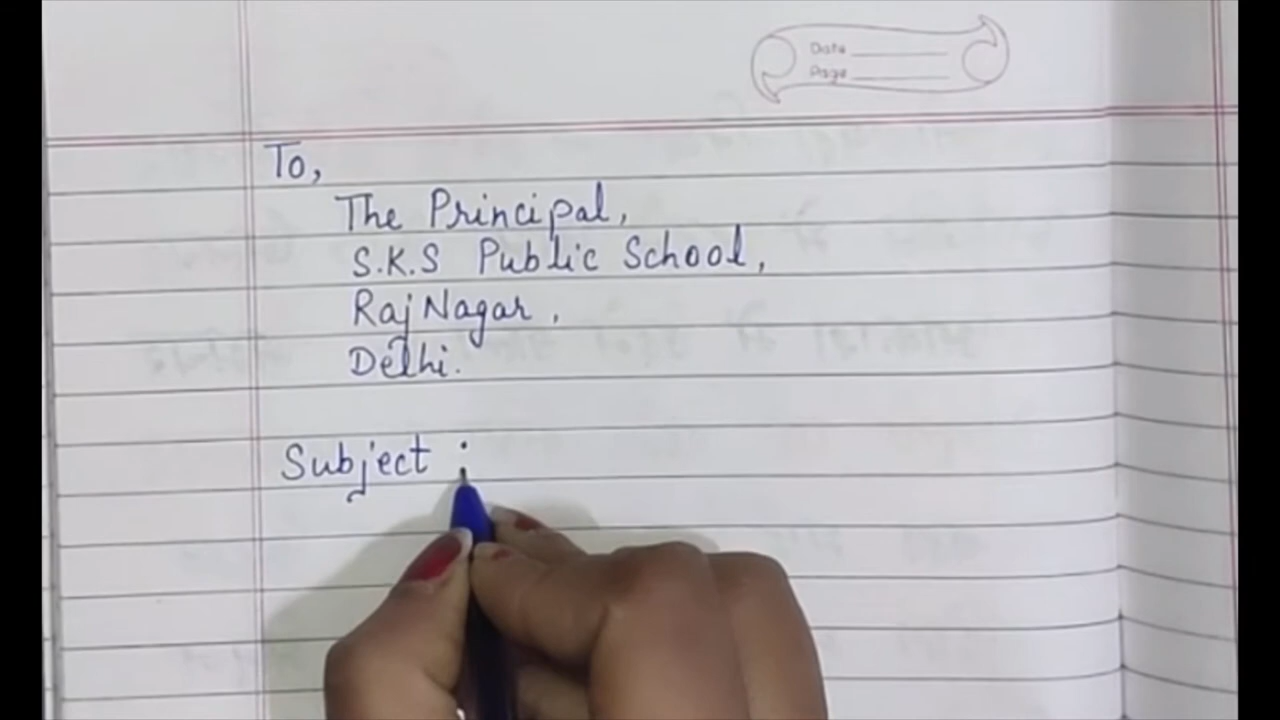 Date
Page
To,
The Principal,
S.K.S Public School,
Raj Nagar,
Delhi.
Subject :